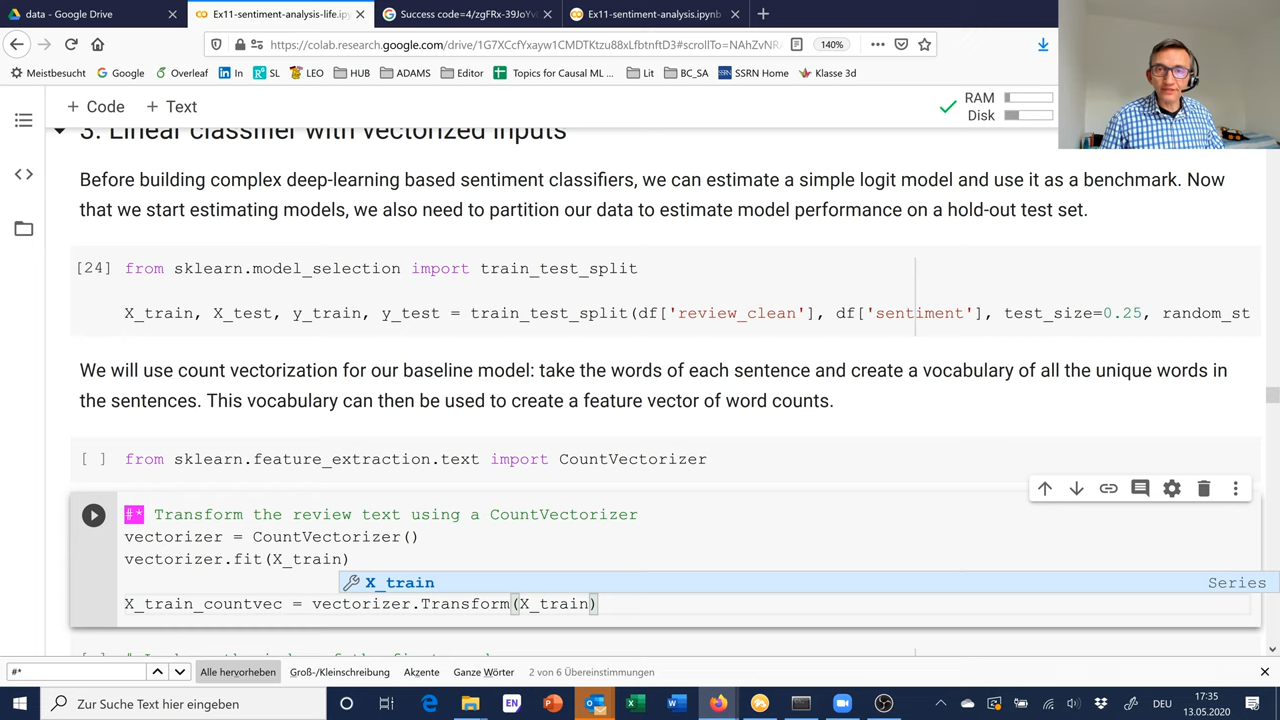 data - Google Drive
Ex11-sentiment-analysis-life.ipy
Success code=4/zgFRx-39JoYv
Ex11-sentiment-analysis.ipynb
https://colab.research.google.com/drive/1G7XCcfYxayw1CMDTKtzu88xLfbtnftD3#scrollTo=NAhZvNR
140%
Meistbesucht
Google
Overleaf
In
SL
LEO
HUB
ADAMS
Editor
Topics for Causal ML ...
Lit
BC_SA
SSRN Home
Klasse 3d
+ Code + Text
RAM
Disk
3. Linear classifier with vectorized inputs
Before building complex deep-learning based sentiment classifiers, we can estimate a simple logit model and use it as a benchmark. Now
that we start estimating models, we also need to partition our data to estimate model performance on a hold-out test set.
[24] from sklearn.model_selection import train_test_split
X_train, X_test, y_train, y_test = train_test_split(df['review_clean'], df['sentiment'], test_size=0.25, random_st
We will use count vectorization for our baseline model: take the words of each sentence and create a vocabulary of all the unique words in
the sentences. This vocabulary can then be used to create a feature vector of word counts.
[ ] from sklearn.feature_extraction.text import CountVectorizer
#* Transform the review text using a CountVectorizer
vectorizer = CountVectorizer()
vectorizer.fit(X_train)
X_train Series
X_train_countvec = vectorizer.Transform(X_train)
#*
Alle hervorheben
Groß-/Kleinschreibung
Akzente
Ganze Wörter
2 von 6 Übereinstimmungen
Zur Suche Text hier eingeben
EN
DEU
17:35
13.05.2020